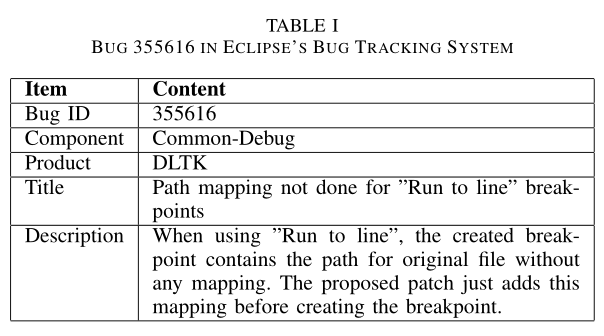 TABLE I
BUG 355616 IN ECLIPSE'S BUG TRACKING SYSTEM
Item Content
Bug ID 355616
Component Common-Debug
Product DLTK
Title Path mapping not done for ”Run to line” break-
points
Description When using ”Run to line”, the created break-
point contains the path for original file without
any mapping. The proposed patch just adds this
mapping before creating the breakpoint.